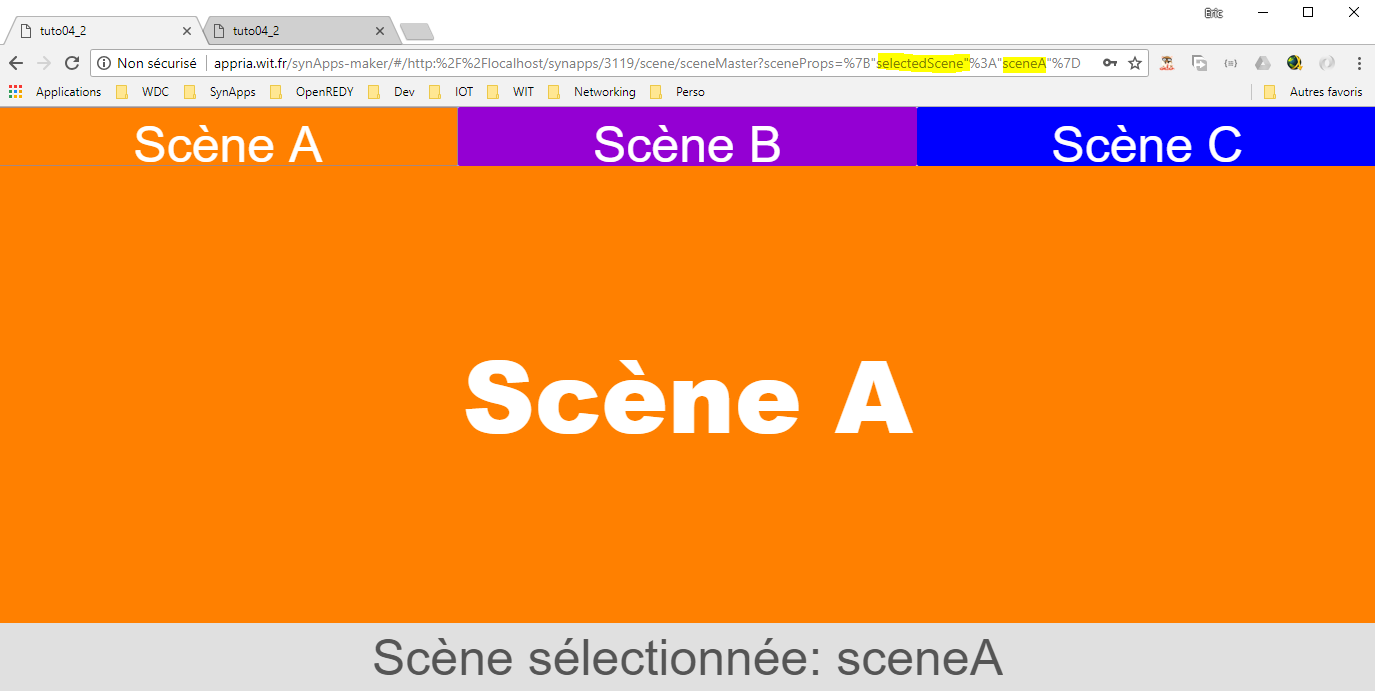 Eric
tuto04_2
tuto04_2
Non sécurisé
appria.wit.fr/synApps-maker/#/http:%2F%2Flocalhost/synapps/3119/scene/sceneMaster?sceneProps=%7B"selectedScene"%3A"sceneA"%7D
Applications WDC SynApps OpenREDY Dev IOT WIT Networking Perso Autres favoris
Scène A Scène B Scène C
Scène A
Scène sélectionnée: sceneA